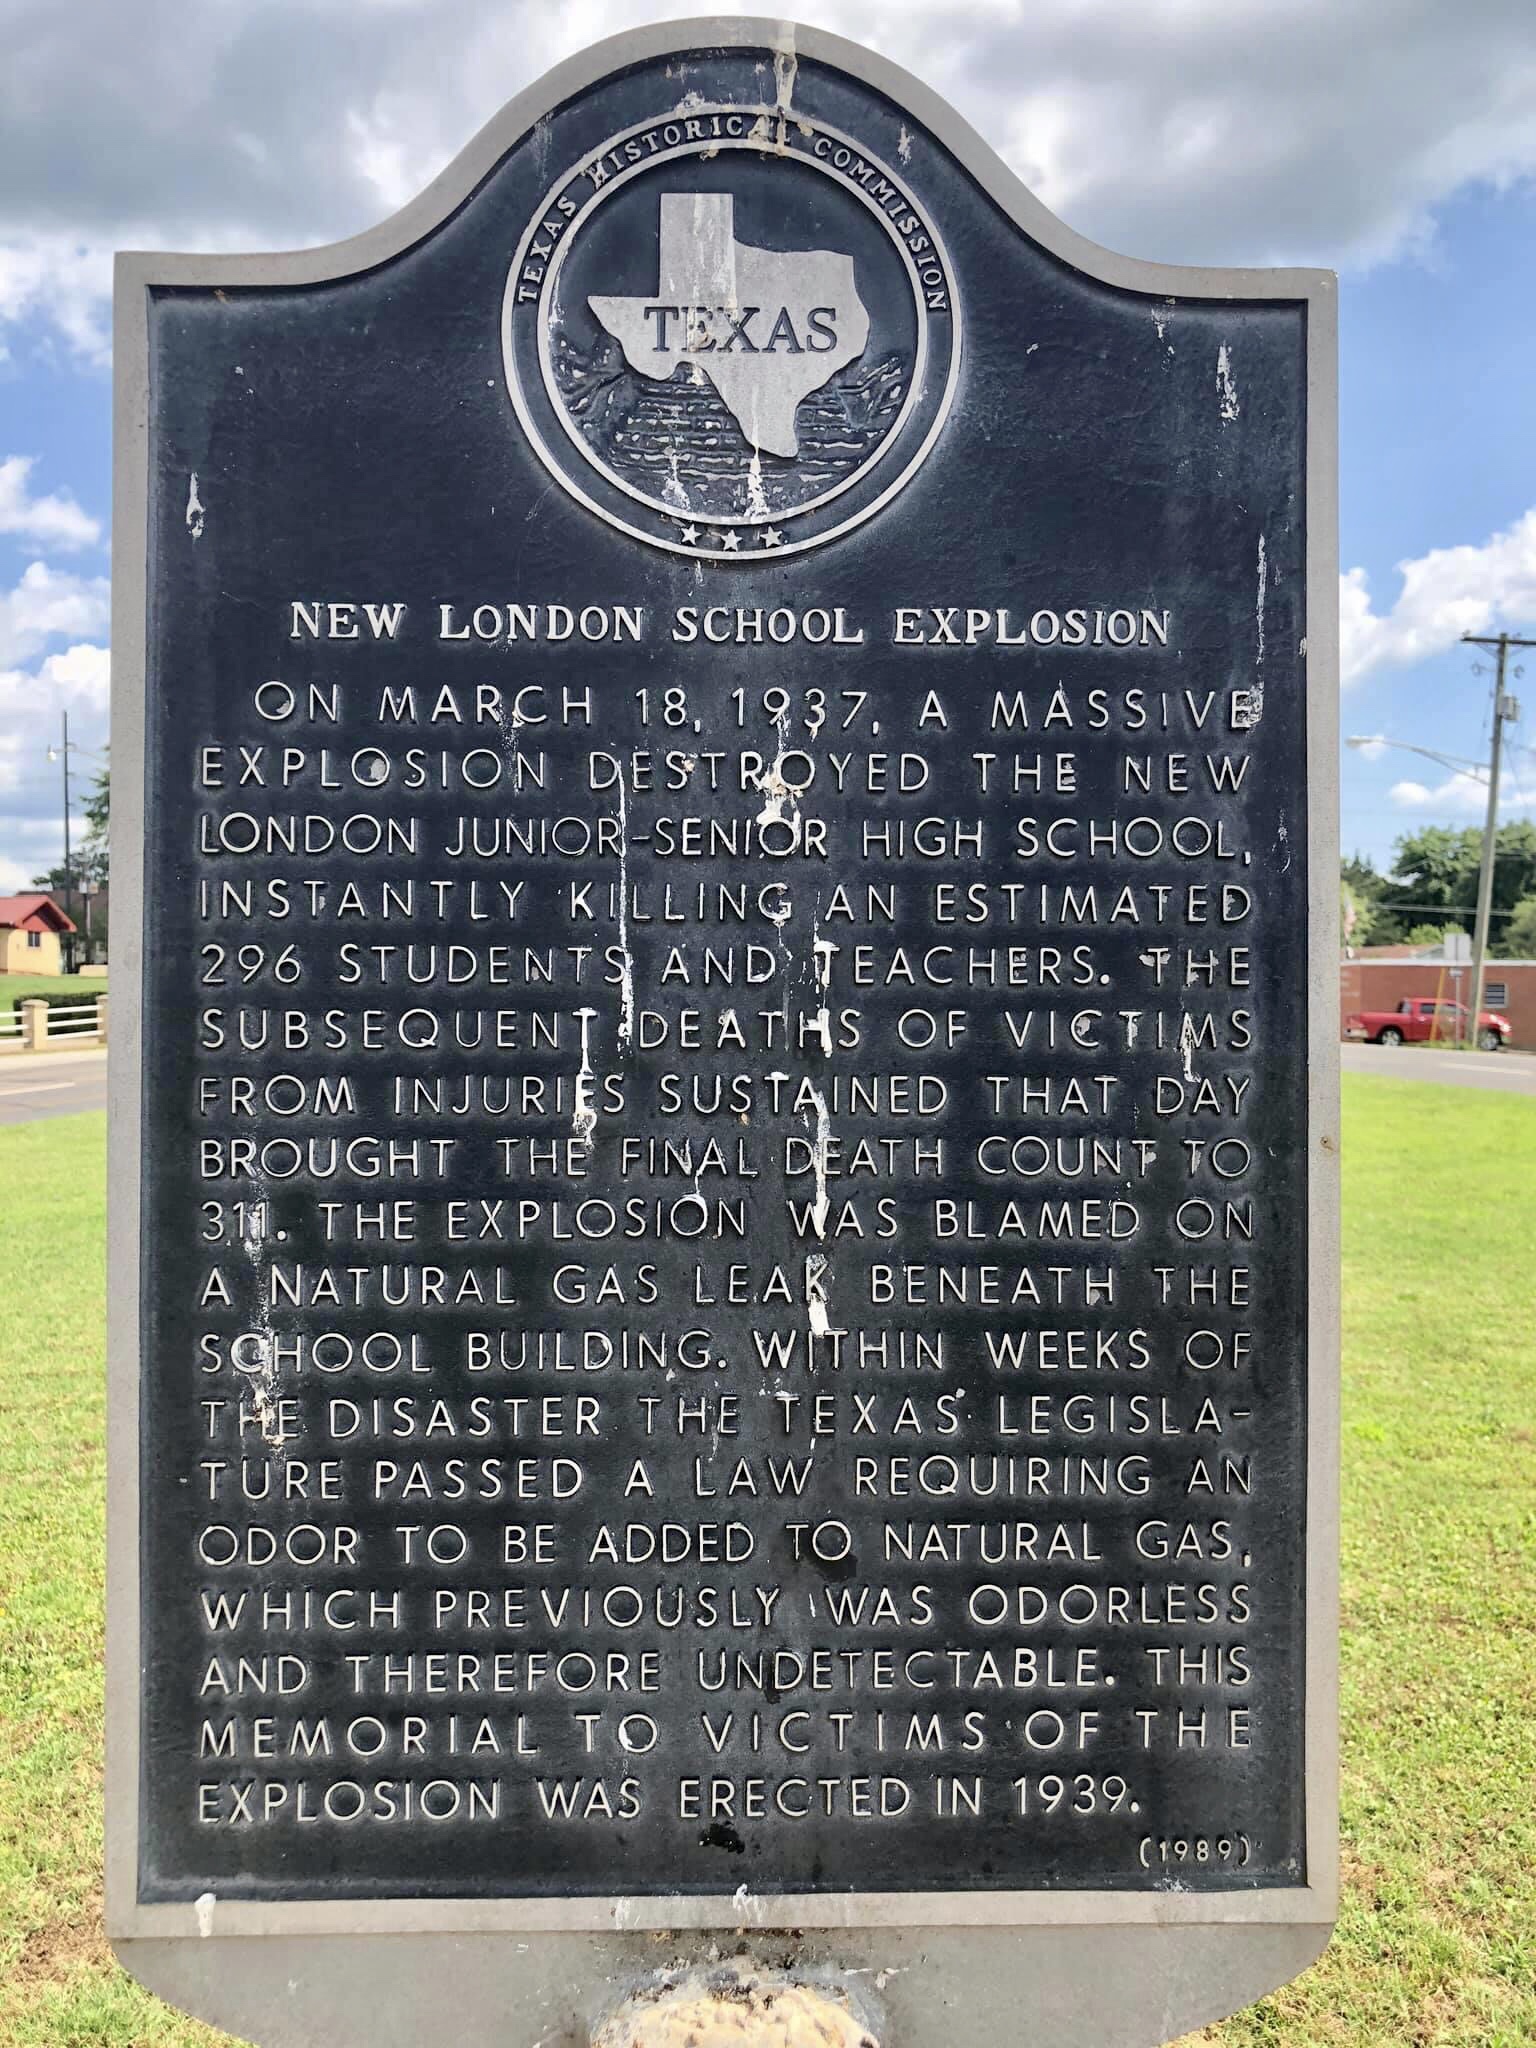 TEXAS HISTORICAL COMMISSION
TEXAS
NEW LONDON SCHOOL EXPLOSION
ON MARCH 18, 1937, A MASSIVE
EXPLOSION DESTROYED THE NEW
LONDON JUNIOR-SENIOR HIGH SCHOOL,
INSTANTLY KILLING AN ESTIMATED
296 STUDENTS AND TEACHERS. THE
SUBSEQUENT DEATHS OF VICTIMS
FROM INJURIES SUSTAINED THAT DAY
BROUGHT THE FINAL DEATH COUNT TO
311. THE EXPLOSION WAS BLAMED ON
A NATURAL GAS LEAK BENEATH THE
SCHOOL BUILDING. WITHIN WEEKS OF
THE DISASTER THE TEXAS LEGISLA-
TURE PASSED A LAW REQUIRING AN
ODOR TO BE ADDED TO NATURAL GAS,
WHICH PREVIOUSLY WAS ODORLESS
AND THEREFORE UNDETECTABLE. THIS
MEMORIAL TO VICTIMS OF THE
EXPLOSION WAS ERECTED IN 1939.
(1989)